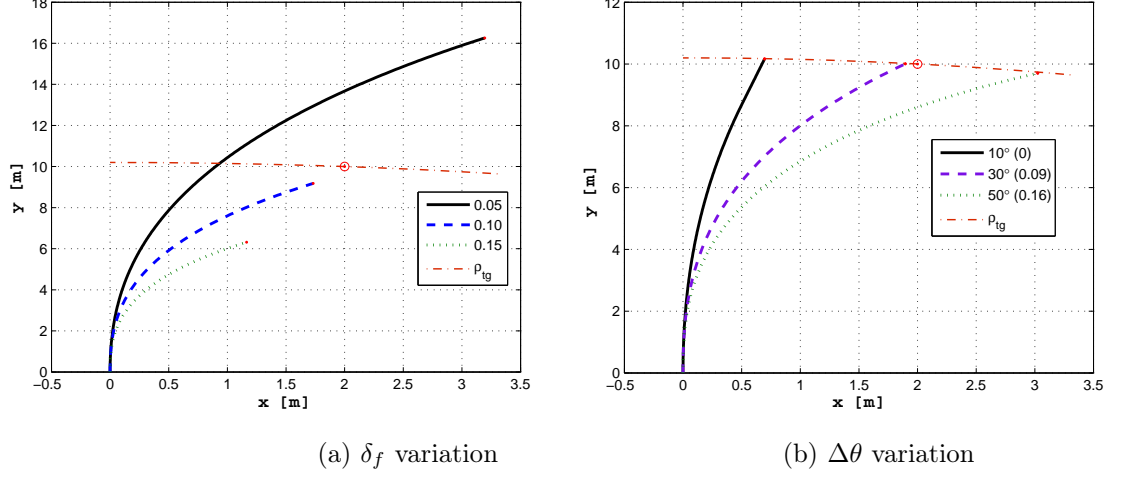 18
16
14
12
10
8
6
4
2
0
y [m]
−0.5 0 0.5 1 1.5 2 2.5 3 3.5
x [m]
0.05
0.10
0.15
ρtg
(a) δf variation
12
10
8
6
4
2
0
y [m]
−0.5 0 0.5 1 1.5 2 2.5 3 3.5
x [m]
10° (0)
30° (0.09)
50° (0.16)
ρtg
(b) Δθ variation